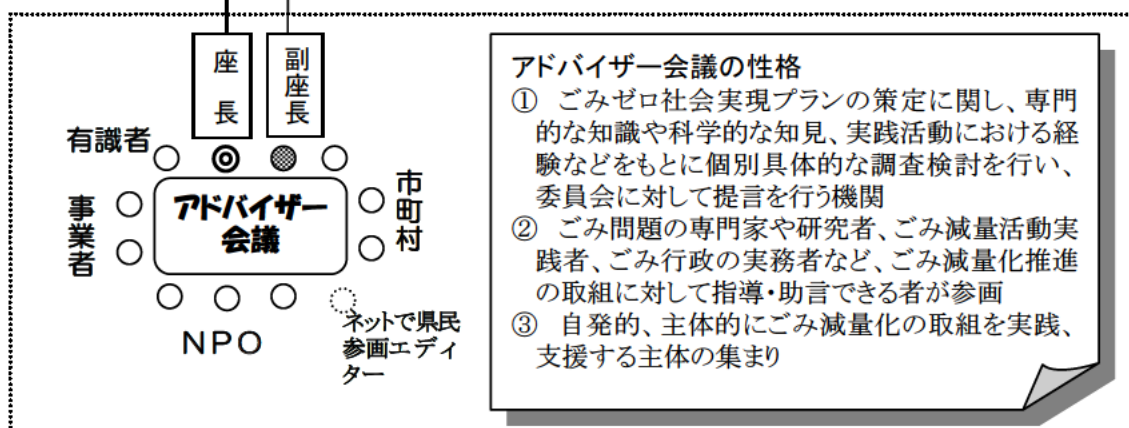 座長
副座長
有識者
アドバイザー
会議
事業者
市町村
NPO
ネットで県民
参画エディ
ター
アドバイザー会議の性格
① ごみゼロ社会実現プランの策定に関し、専門
的な知識や科学的な知見、実践活動における経
験などをもとに個別具体的な調査検討を行い、
委員会に対して提言を行う機関
② ごみ問題の専門家や研究者、ごみ減量活動実
践者、ごみ行政の実務者など、ごみ減量化推進
の取組に対して指導・助言できる者が参画
③ 自発的、主体的にごみ減量化の取組を実践、
支援する主体の集まり